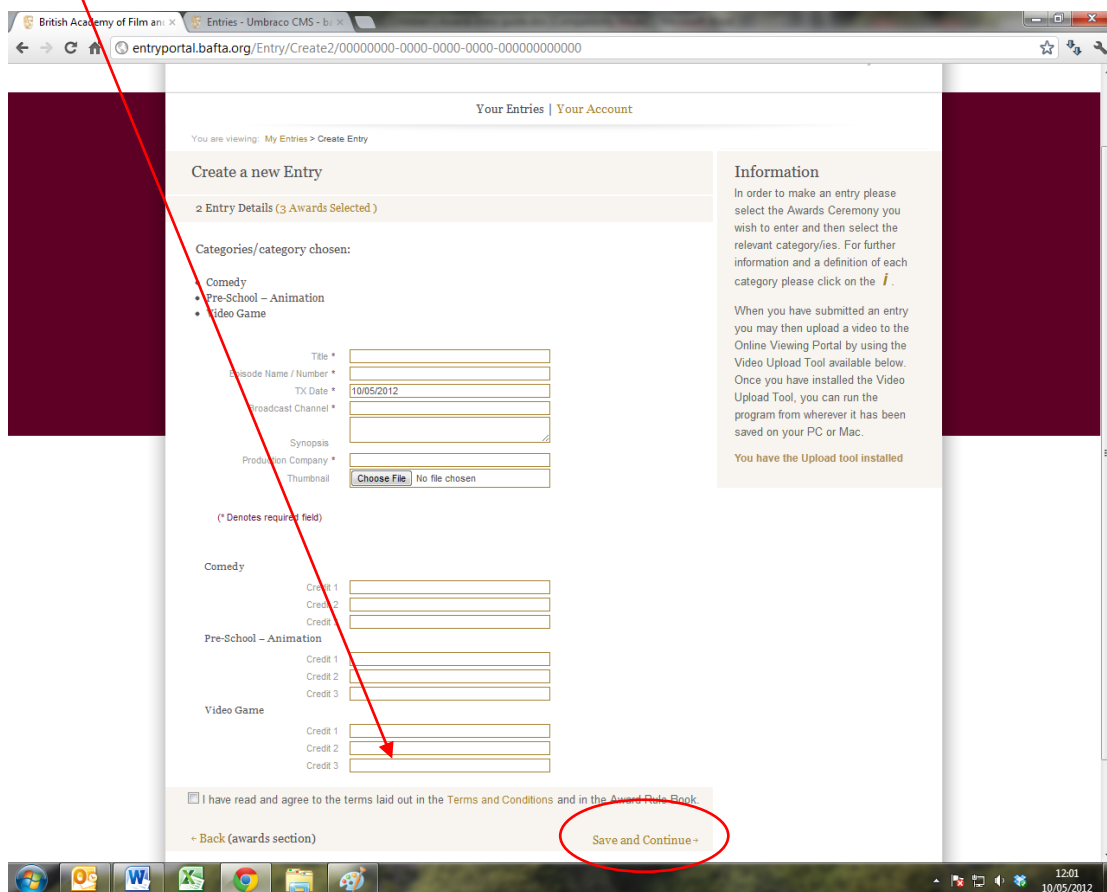 British Academy of Film an
Entries - Umbraco CMS - ba
entryportal.bafta.org/Entry/Create2/00000000-0000-0000-0000-000000000000
Your Entries | Your Account
You are viewing: My Entries > Create Entry
Create a new Entry
2 Entry Details (3 Awards Selected )
Categories/category chosen:
• Comedy
• Pre-School – Animation
• Video Game
Title *
Episode Name / Number *
TX Date * 10/05/2012
Broadcast Channel *
Synopsis
Production Company *
Thumbnail Choose File No file chosen
(* Denotes required field)
Comedy
Credit 1
Credit 2
Credit 3
Pre-School – Animation
Credit 1
Credit 2
Credit 3
Video Game
Credit 1
Credit 2
Credit 3
I have read and agree to the terms laid out in the Terms and Conditions and in the Award Rule Book.
← Back (awards section)
Save and Continue →
Information
In order to make an entry please
select the Awards Ceremony you
wish to enter and then select the
relevant category/ies. For further
information and a definition of each
category please click on the i .
When you have submitted an entry
you may then upload a video to the
Online Viewing Portal by using the
Video Upload Tool available below.
Once you have installed the Video
Upload Tool, you can run the
program from wherever it has been
saved on your PC or Mac.
You have the Upload tool installed
12:01
10/05/2012